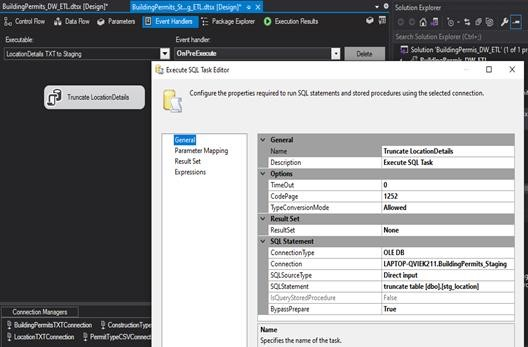 BuildingPermits_DW_ETL.dtsx [Design]*
BuildingPermits_St...g_ETL.dtsx [Design]*
Control Flow
Data Flow
Parameters
Event Handlers
Package Explorer
Execution Results
Executable:
Event handler:
LocationDetails TXT to Staging
OnPreExecute
Delete
Solution Explorer
Search Solution Explorer (Ctrl+;)
Solution 'BuildingPermis_DW_ETL' (1 of 1
BuildingPermis_DW_ETL
Truncate LocationDetails
Execute SQL Task Editor
Configure the properties required to run SQL statements and stored procedures using the selected connection.
General
Parameter Mapping
Result Set
Expressions
General
Name Truncate LocationDetails
Description Execute SQL Task
Options
TimeOut 0
CodePage 1252
TypeConversionMode Allowed
Result Set
ResultSet None
SQL Statement
ConnectionType OLE DB
Connection LAPTOP-QVIEK211.BuildingPermits_Staging
SQLSourceType Direct input
SQLStatement truncate table [dbo].[stg_location]
IsQueryStoredProcedure False
BypassPrepare True
Name
Specifies the name of the task.
Connection Managers
BuildingPermitsTXTConnection
ConstructionType
LocationTXTConnection
PermitTypeCSVConnect